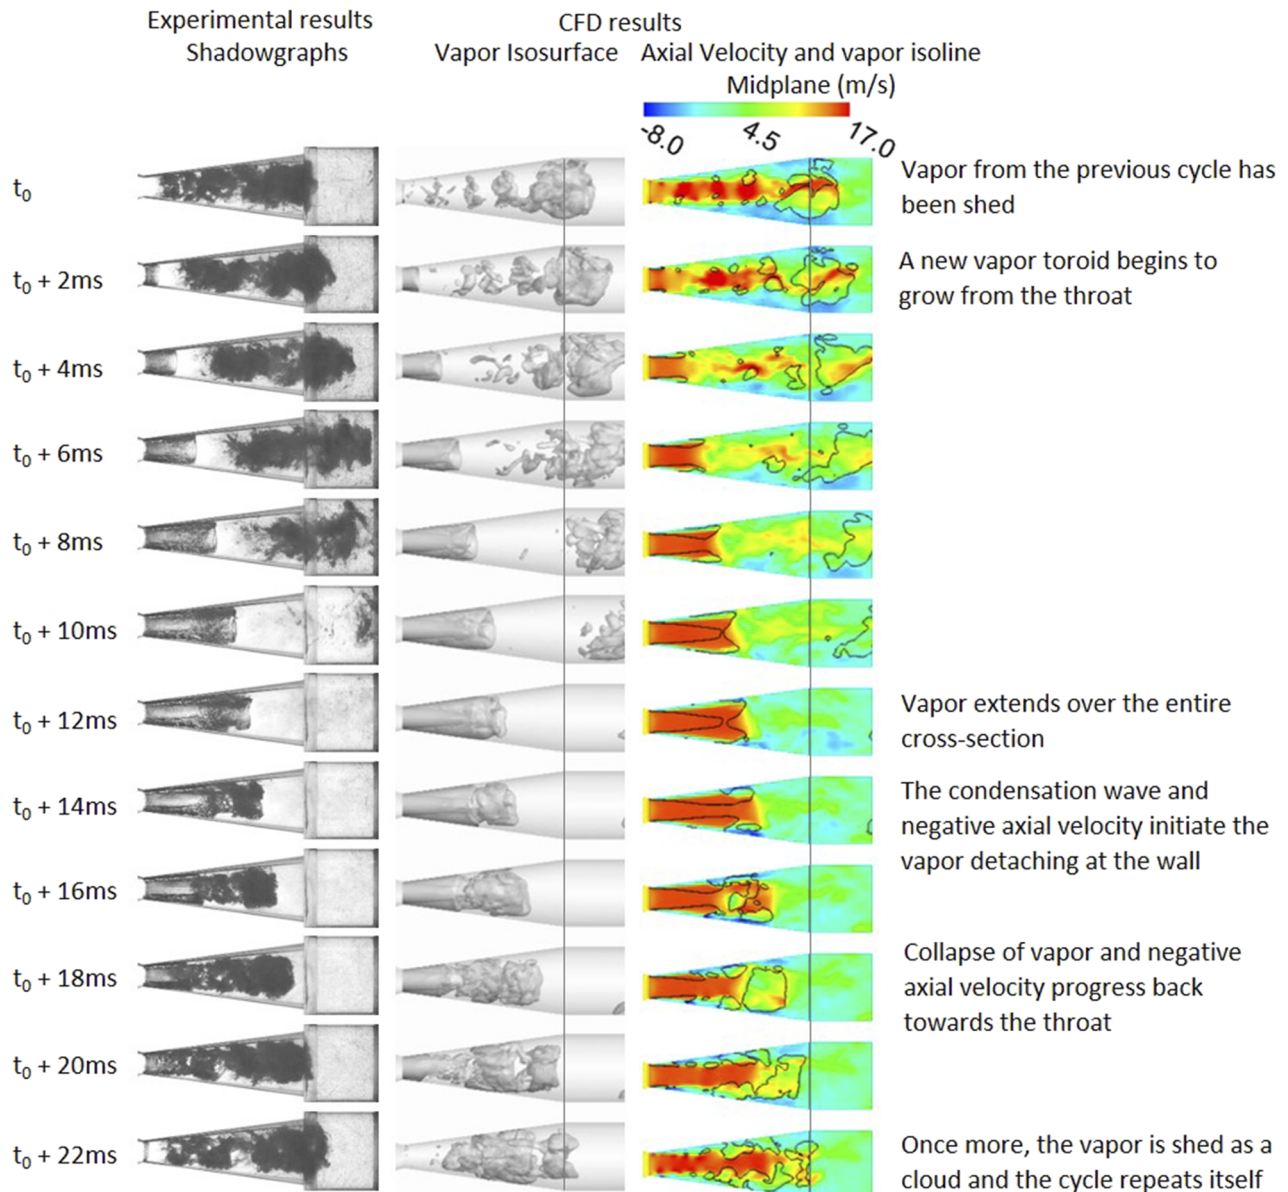 Experimental results
Shadowgraphs
CFD results
Vapor Isosurface
Axial Velocity and vapor isoline
Midplane (m/s)
-8.0
4.5
17.0
t0
Vapor from the previous cycle has
been shed
t0 + 2ms
A new vapor toroid begins to
grow from the throat
t0 + 4ms
t0 + 6ms
t0 + 8ms
t0 + 10ms
t0 + 12ms
Vapor extends over the entire
cross-section
t0 + 14ms
The condensation wave and
negative axial velocity initiate the
vapor detaching at the wall
t0 + 16ms
t0 + 18ms
Collapse of vapor and negative
axial velocity progress back
towards the throat
t0 + 20ms
t0 + 22ms
Once more, the vapor is shed as a
cloud and the cycle repeats itself